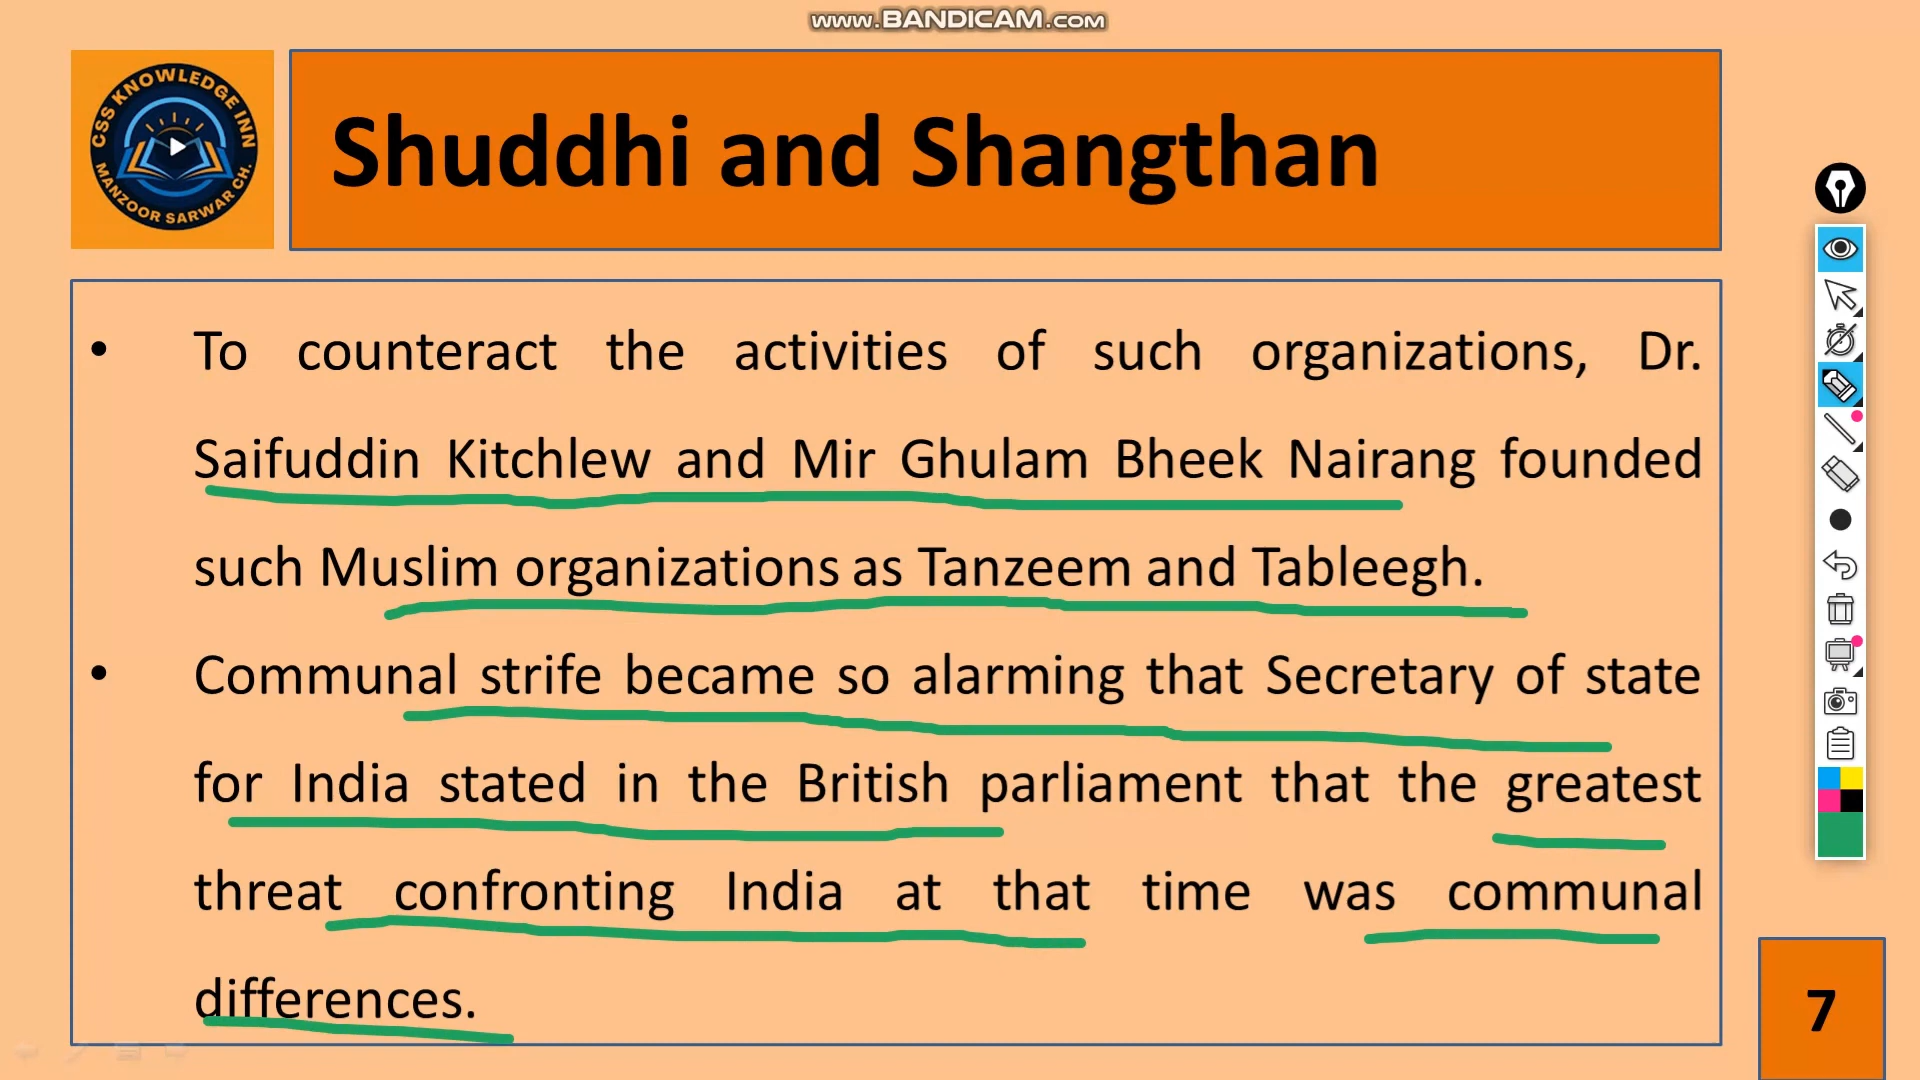 www.BANDICAM.com
CSS KNOWLEDGE INN
MANZOOR SARWAR CH.
Shuddhi and Shangthan
• To counteract the activities of such organizations, Dr.
Saifuddin Kitchlew and Mir Ghulam Bheek Nairang founded
such Muslim organizations as Tanzeem and Tableegh.
• Communal strife became so alarming that Secretary of state
for India stated in the British parliament that the greatest
threat confronting India at that time was communal
differences.
7